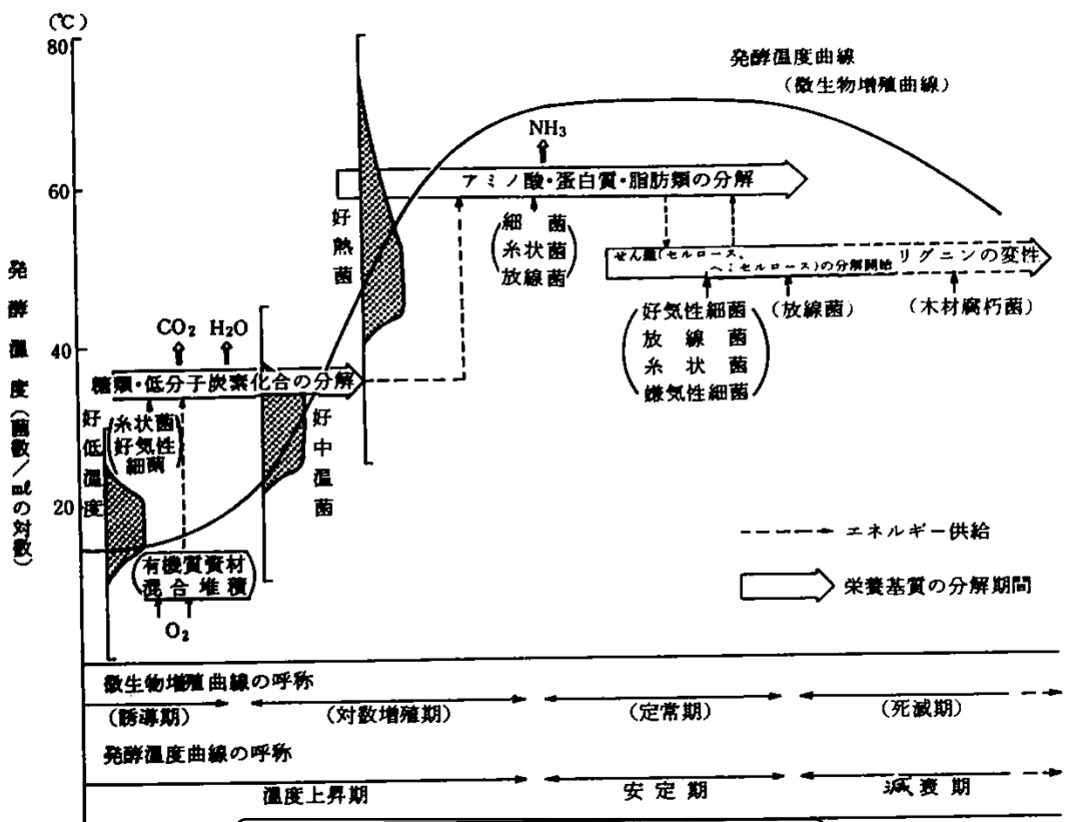 (℃)
80
60
40
20
発酵温度(菌数/mlの対数)
発酵温度曲線
(微生物増殖曲線)
NH3
アミノ酸・蛋白質・脂肪類の分解
好熱菌
細菌
糸状菌
放線菌
せん維(セルロース、
ヘミセルロース)の分解開始
リグニンの変性
好気性細菌
放線菌
糸状菌
嫌気性細菌
(放線菌)
(木材腐朽菌)
CO2 H2O
糖類・低分子炭素化合の分解
好低温度
糸状菌
好気性
細菌
好中温菌
有機質資材
混合堆積
O2
エネルギー供給
栄養基質の分解期間
微生物増殖曲線の呼称
(誘導期) (対数増殖期) (定常期) (死滅期)
発酵温度曲線の呼称
温度上昇期 安定期 減衰期